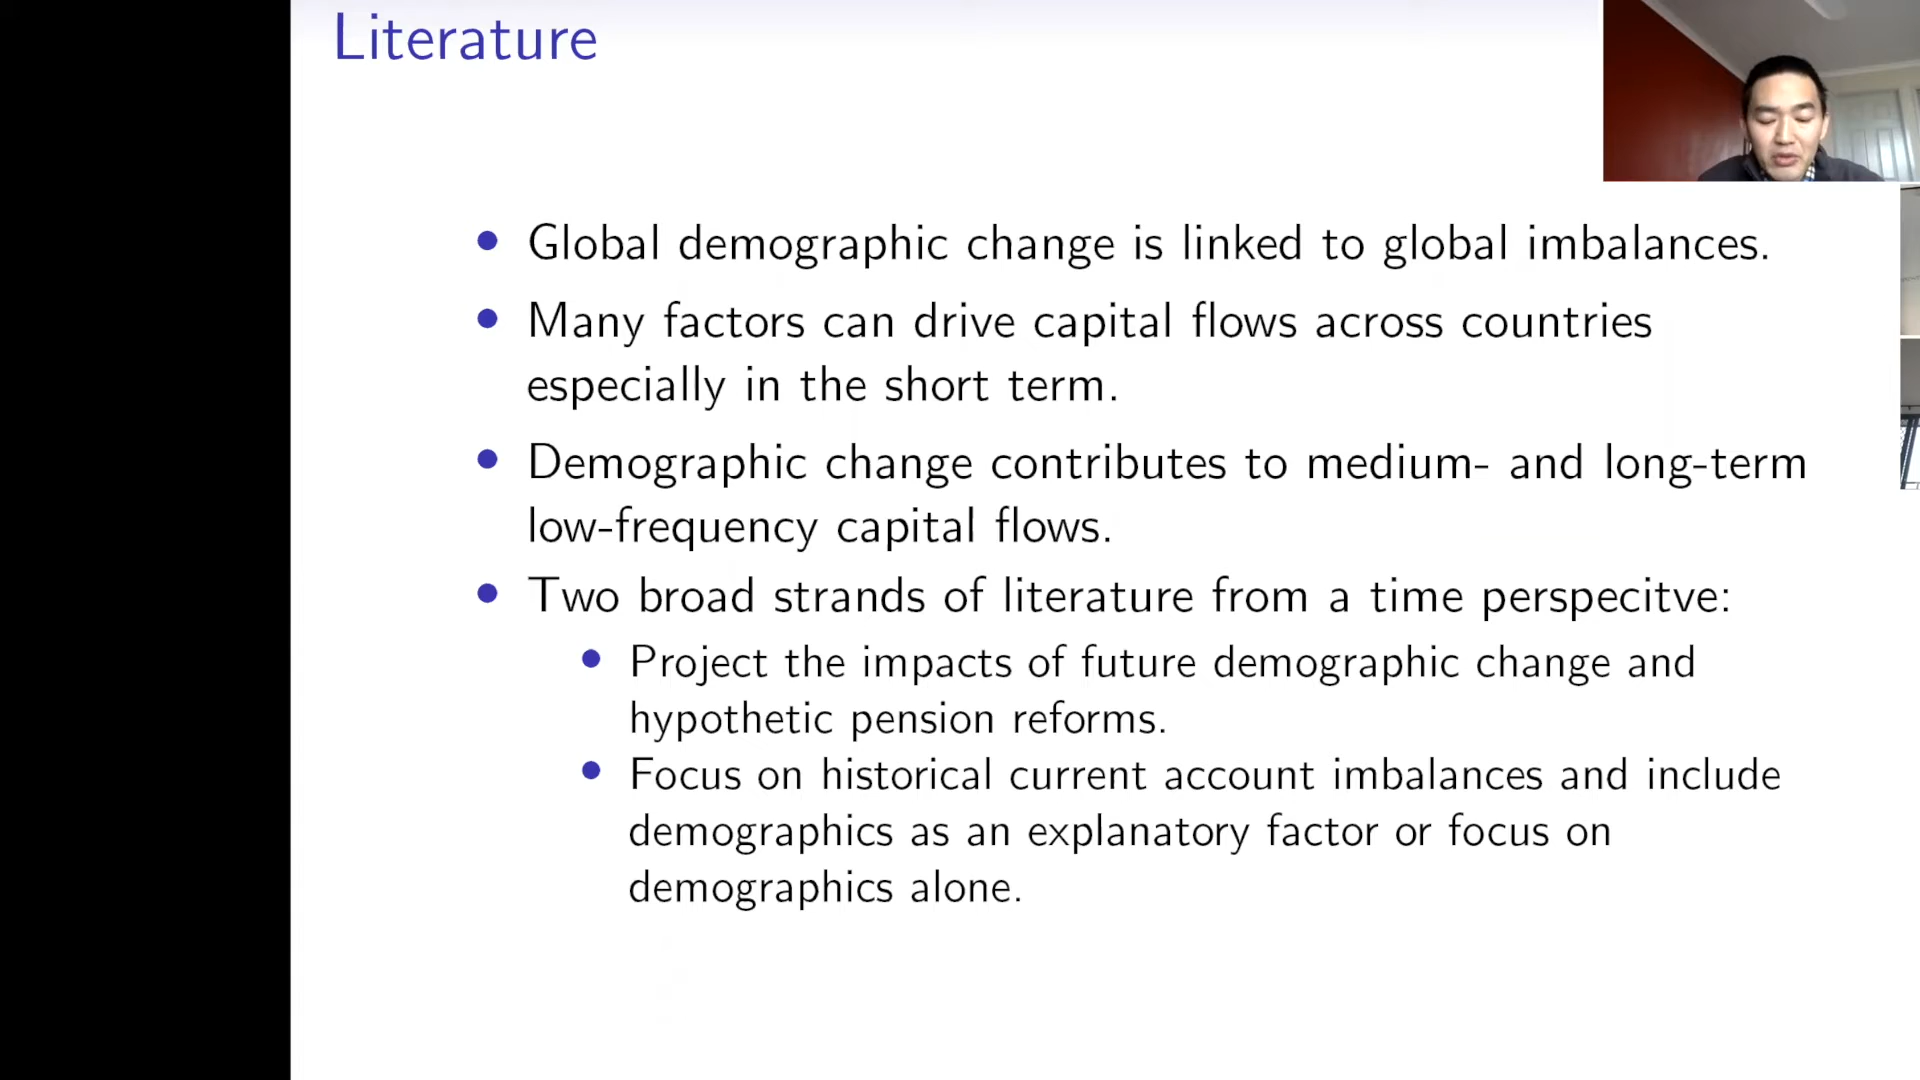 Literature
Global demographic change is linked to global imbalances.
Many factors can drive capital flows across countries
especially in the short term.
Demographic change contributes to medium- and long-term
low-frequency capital flows.
Two broad strands of literature from a time perspecitve:
Project the impacts of future demographic change and
hypothetic pension reforms.
Focus on historical current account imbalances and include
demographics as an explanatory factor or focus on
demographics alone.